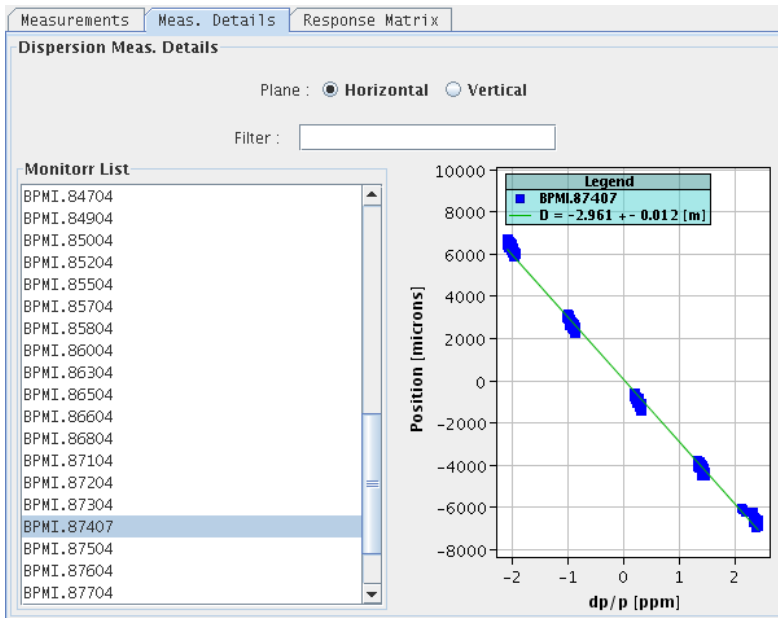 Measurements Meas. Details Response Matrix
Dispersion Meas. Details
Plane : Horizontal Vertical
Filter :
Monitorr List
BPMI.84704
BPMI.84904
BPMI.85004
BPMI.85204
BPMI.85504
BPMI.85704
BPMI.85804
BPMI.86004
BPMI.86304
BPMI.86504
BPMI.86604
BPMI.86804
BPMI.87104
BPMI.87204
BPMI.87304
BPMI.87407
BPMI.87504
BPMI.87604
BPMI.87704
Legend
BPMI.87407
D = -2.961 +- 0.012 [m]
Position [microns]
10000
8000
6000
4000
2000
0
-2000
-4000
-6000
-8000
-2 -1 0 1 2
dp/p [ppm]